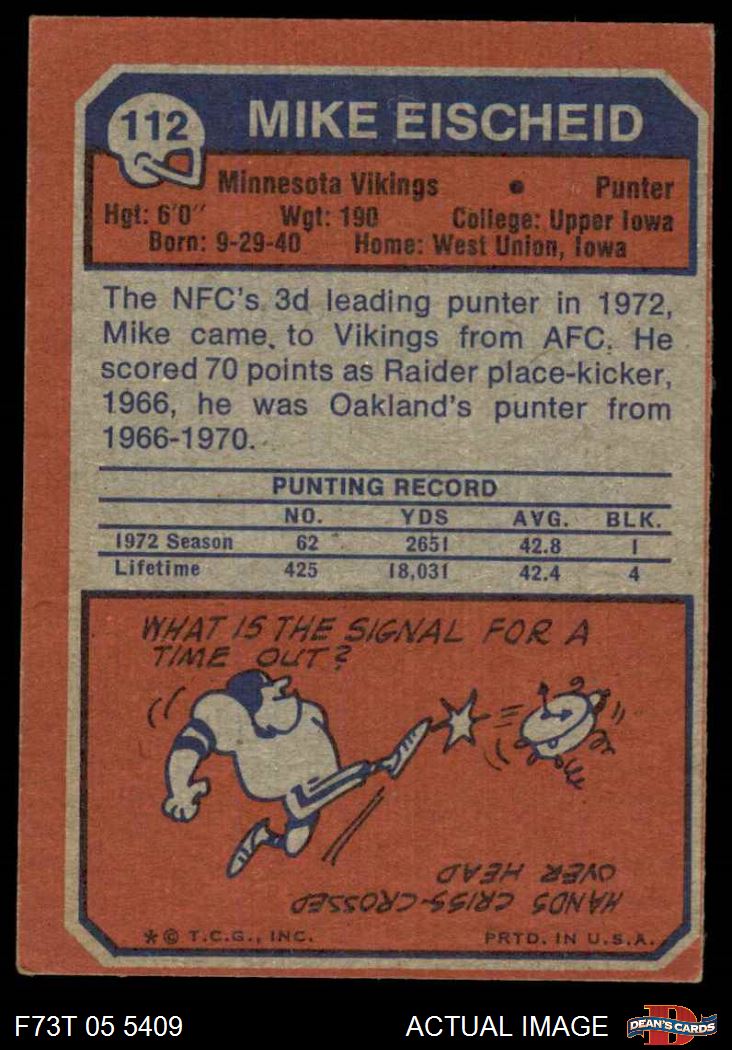 112
MIKE EISCHEID
Minnesota Vikings • Punter
Hgt: 6'0" Wgt: 190 College: Upper Iowa
Born: 9-29-40 Home: West Union, Iowa
The NFC's 3d leading punter in 1972,
Mike came to Vikings from AFC. He
scored 70 points as Raider place-kicker,
1966, he was Oakland's punter from
1966-1970.
PUNTING RECORD
NO. YDS AVG. BLK.
1972 Season 62 2651 42.8 1
Lifetime 425 18,031 42.4 4
WHAT IS THE SIGNAL FOR A
TIME OUT?
HANDS CRISS-CROSSED
OVER HEAD
*© T.C.G., INC. PRTD. IN U.S.A.
F73T 05 5409 ACTUAL IMAGE D DEAN'S CARDS